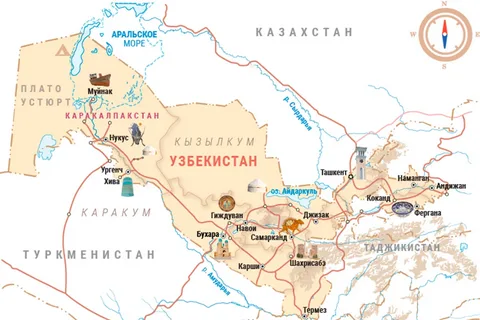 КАЗАХСТАН
АРАЛЬСКОЕ
МОРЕ
N
W
E
S
ПЛАТО
УСТЮРТ
Муйнак
КАРАКАЛПАКСТАН
Нукус
КЫЗЫЛКУМ
УЗБЕКИСТАН
р. Сырдарья
Ургенч
Хива
Ташкент
оз. Айдаркуль
Наманган
Андижан
Коканд
Фергана
КАРАКУМ
Гиждуван
Навои
Джизак
Бухара
Самарканд
ТАДЖИКИСТАН
ТУРКМЕНИСТАН
Карши
Шахрисабз
р. Амударья
Термез